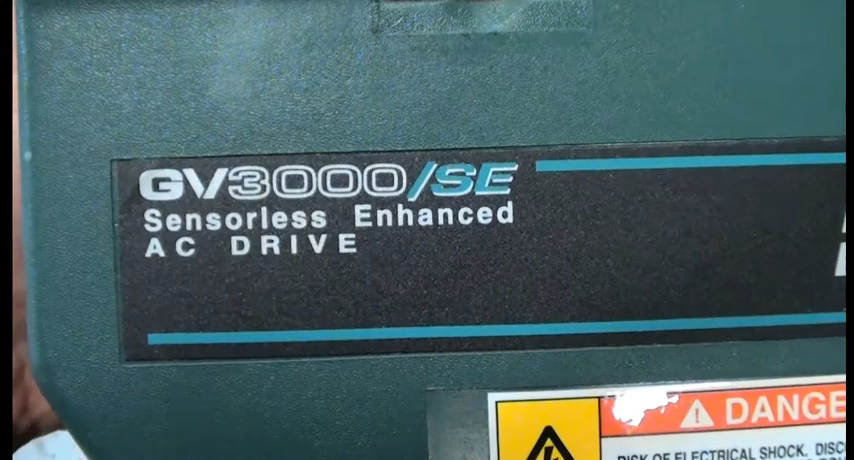 GV3000/SE
Sensorless Enhanced
AC DRIVE
DANGE
RISK OF ELECTRICAL SHOCK. DISC